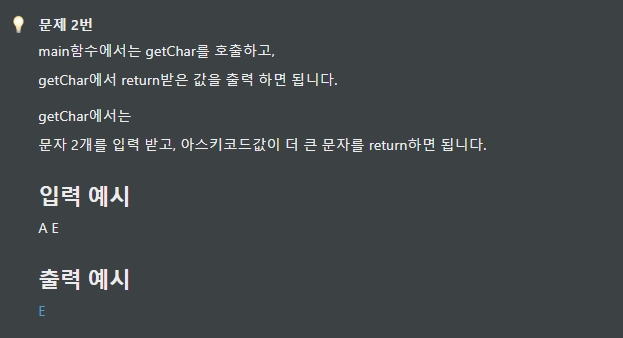 문제 2번
main함수에서는 getChar를 호출하고,
getChar에서 return받은 값을 출력 하면 됩니다.
getChar에서는
문자 2개를 입력 받고, 아스키코드값이 더 큰 문자를 return하면 됩니다.
입력 예시
A E
출력 예시
E